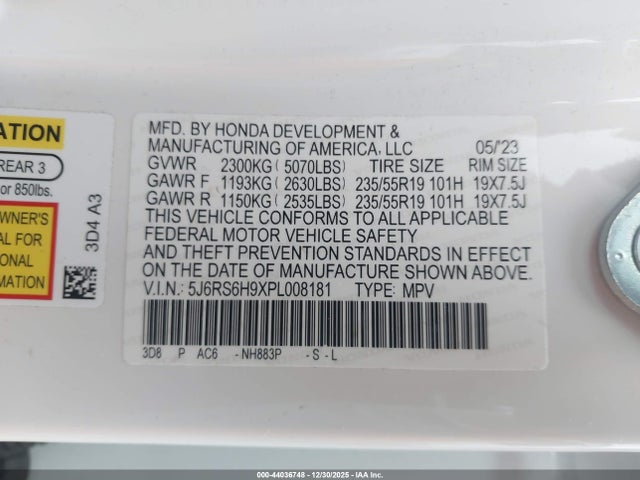 ATION
REAR 3
or 850lbs.
OWNER'S
AL FOR
ONAL
MATION
3D4 A3
MFD. BY HONDA DEVELOPMENT &
MANUFACTURING OF AMERICA, LLC 05/'23
GVWR 2300KG ( 5070LBS) TIRE SIZE RIM SIZE
GAWR F 1193KG ( 2630LBS) 235/55R19 101H 19X7.5J
GAWR R 1150KG ( 2535LBS) 235/55R19 101H 19X7.5J
THIS VEHICLE CONFORMS TO ALL APPLICABLE
FEDERAL MOTOR VEHICLE SAFETY
AND THEFT PREVENTION STANDARDS IN EFFECT
ON THE DATE OF MANUFACTURE SHOWN ABOVE.
V.I.N.: 5J6RS6H9XPL008181 TYPE: MPV
3D8 P AC6 -NH883P -S-L
000-44036748 - 12/30/2025 - IAAI Inc.